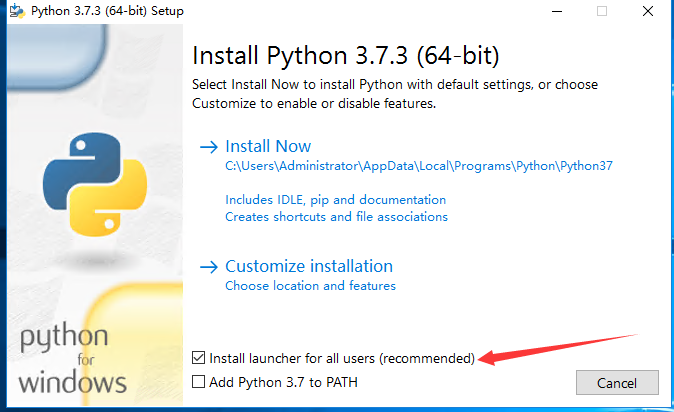 Python 3.7.3 (64-bit) Setup
Install Python 3.7.3 (64-bit)
Select Install Now to install Python with default settings, or choose
Customize to enable or disable features.
Install Now
C:\Users\Administrator\AppData\Local\Programs\Python\Python37
Includes IDLE, pip and documentation
Creates shortcuts and file associations
Customize installation
Choose location and features
python
for
windows
Install launcher for all users (recommended)
Add Python 3.7 to PATH
Cancel